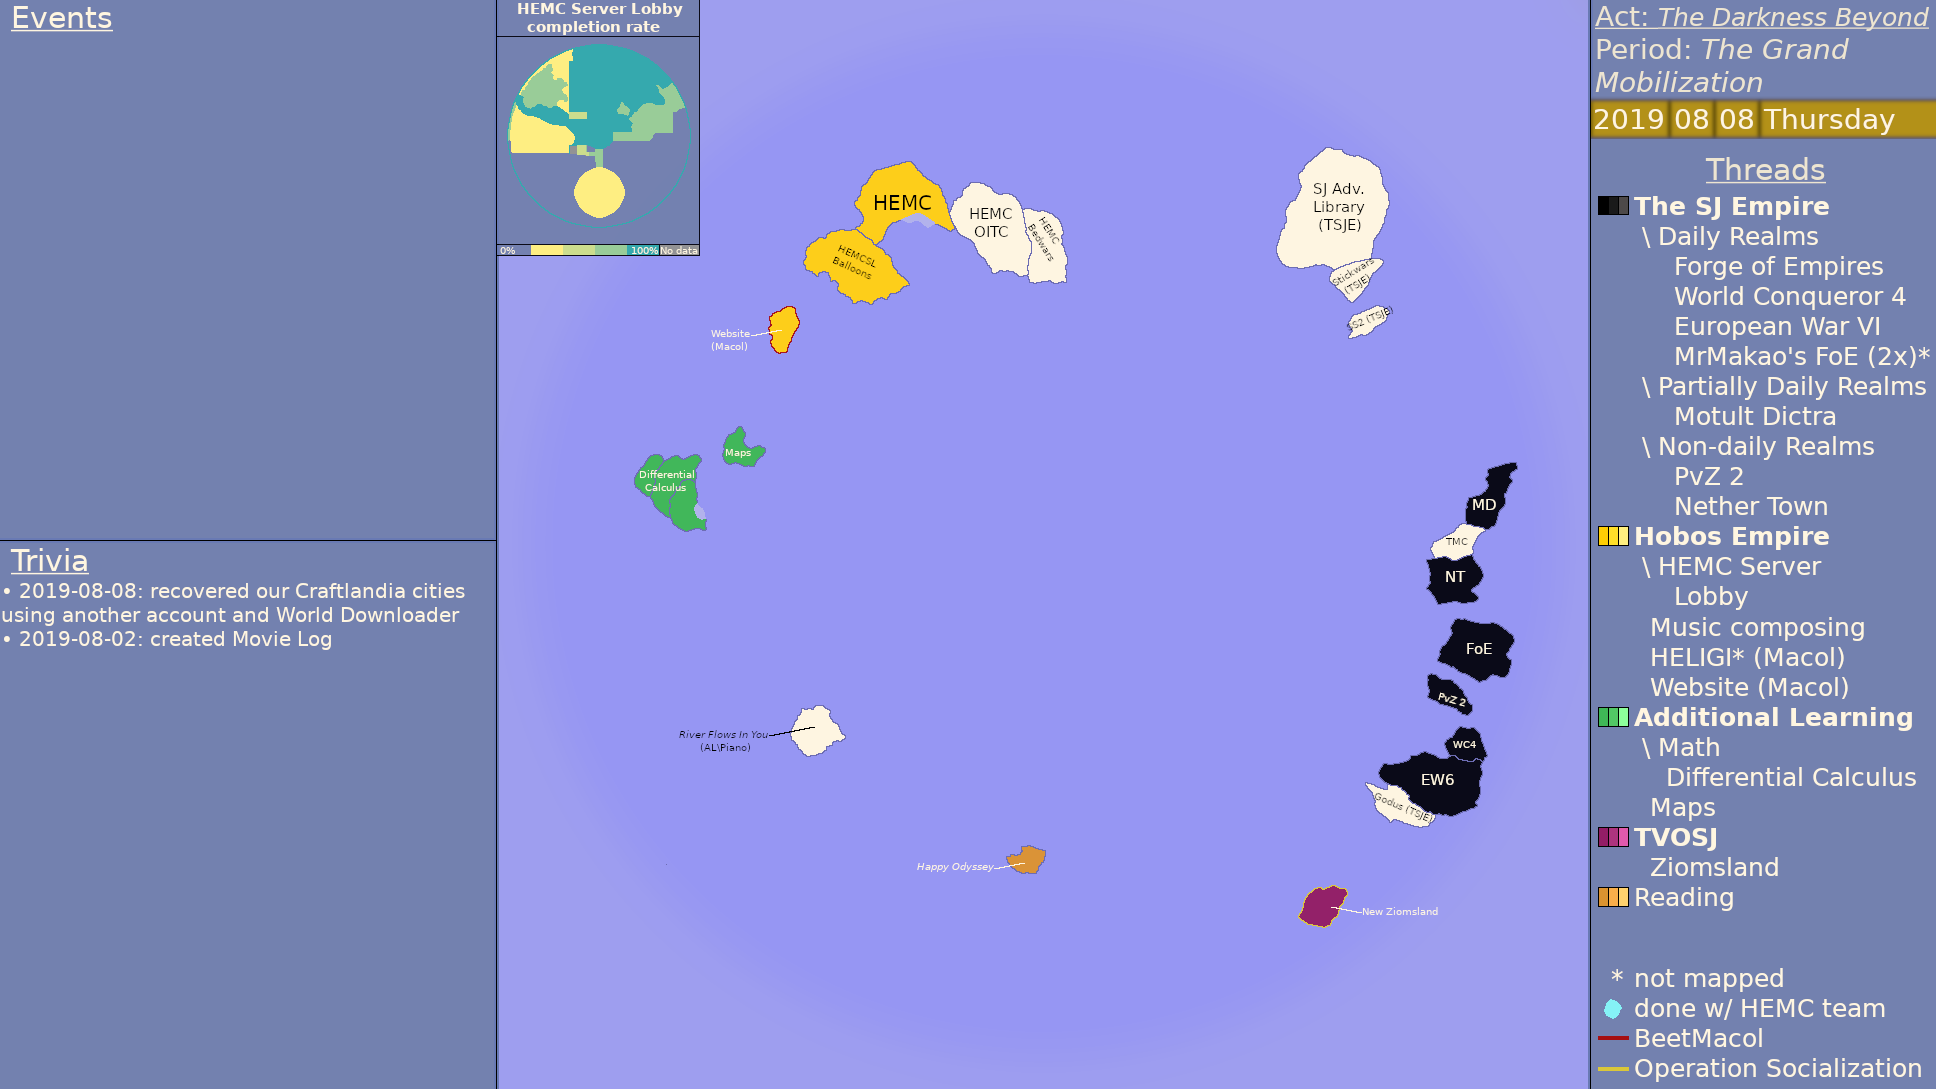 Events
Trivia
• 2019-08-08: recovered our Craftlandia cities
using another account and World Downloader
• 2019-08-02: created Movie Log
HEMC Server Lobby
completion rate
0%
100%
No data
HEMC
HEMCSL
Balloons
HEMC
OITC
HEMC
Bedwars
Website
(Macol)
Maps
Differential
Calculus
River Flows In You
(AL\Piano)
Happy Odyssey
New Ziomsland
SJ Adv.
Library
(TSJE)
Stickwars
(TSJE)
SS2 (TSJE)
MD
TMC
NT
FoE
PvZ 2
WC4
EW6
Godus (TSJE)
Act: The Darkness Beyond
Period: The Grand
Mobilization
2019 08 08 Thursday
Threads
The SJ Empire
\ Daily Realms
Forge of Empires
World Conqueror 4
European War VI
MrMakao's FoE (2x)*
\ Partially Daily Realms
Motult Dictra
\ Non-daily Realms
PvZ 2
Nether Town
Hobos Empire
\ HEMC Server
Lobby
Music composing
HELIGI* (Macol)
Website (Macol)
Additional Learning
\ Math
Differential Calculus
Maps
TVOSJ
Ziomsland
Reading
* not mapped
done w/ HEMC team
BeetMacol
Operation Socialization